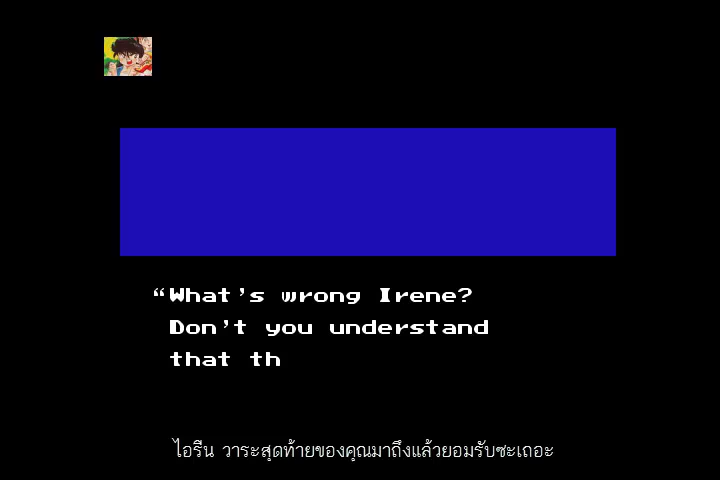 “What’s wrong Irene?
Don’t you understand
that th
ไอรีน วาระสุดท้ายของคุณมาถึงแล้วยอมรับซะเถอะ